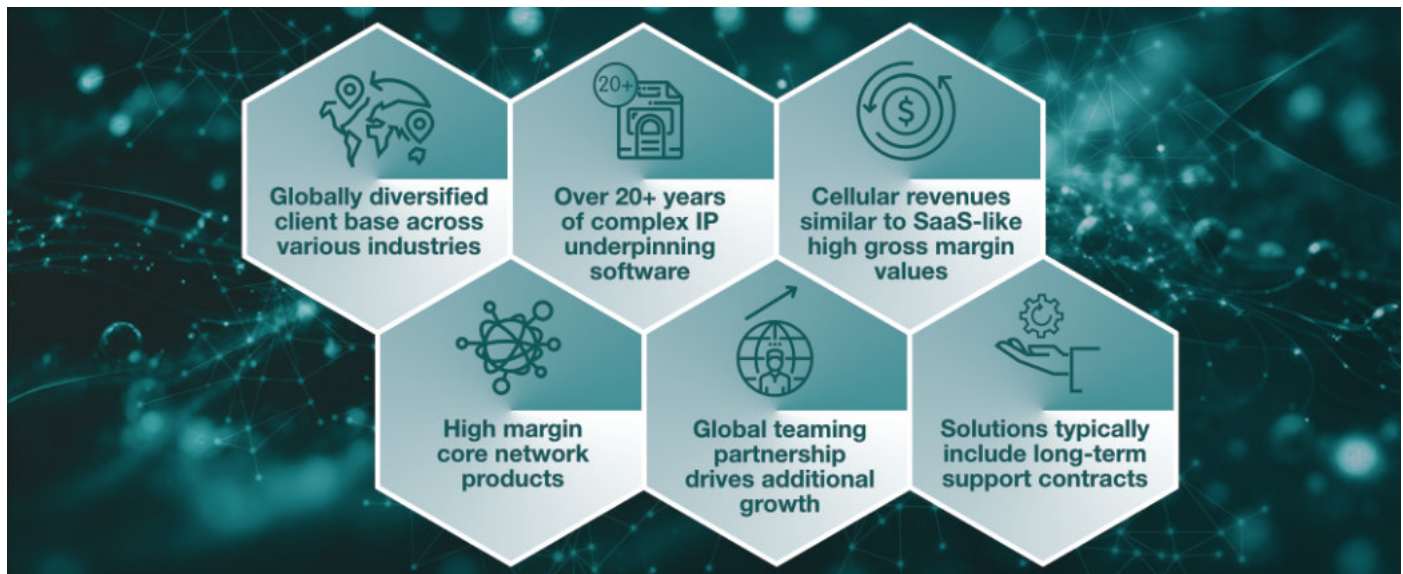 Globally diversified
client base across
various industries
20+
Over 20+ years
of complex IP
underpinning
software
$
Cellular revenues
similar to SaaS-like
high gross margin
values
High margin
core network
products
Global teaming
partnership
drives additional
growth
Solutions typically
include long-term
support contracts